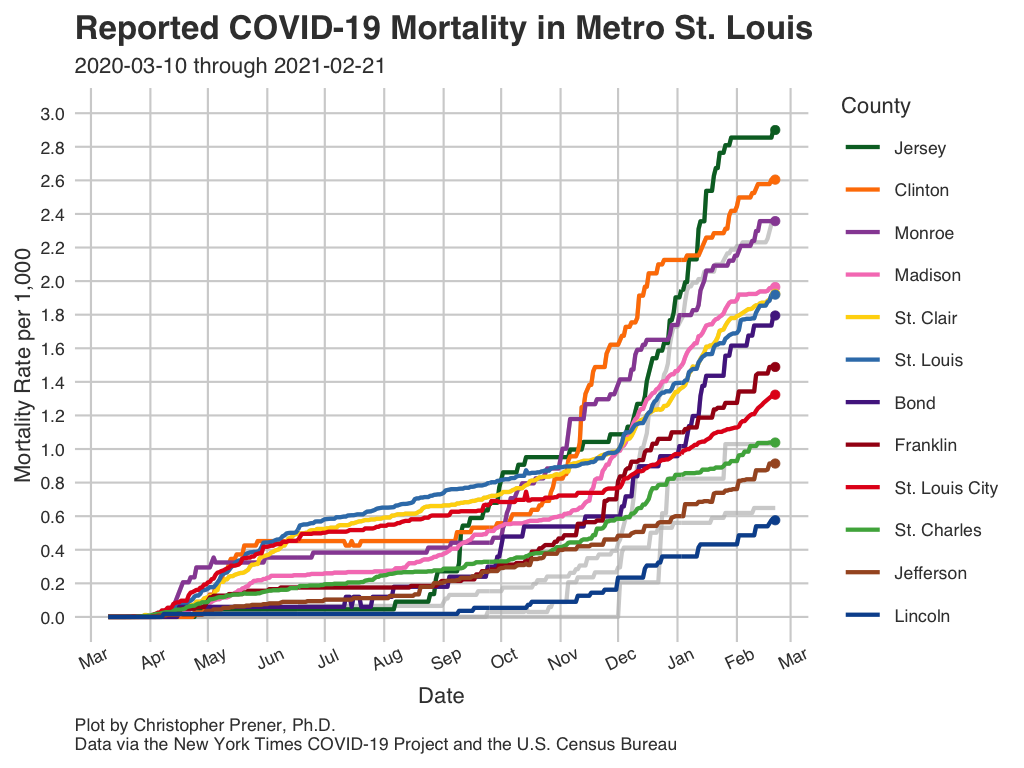 Reported COVID-19 Mortality in Metro St. Louis
2020-03-10 through 2021-02-21
Mortality Rate per 1,000
3.0
2.8
2.6
2.4
2.2
2.0
1.8
1.6
1.4
1.2
1.0
0.8
0.6
0.4
0.2
0.0
Mar Apr May Jun Jul Aug Sep Oct Nov Dec Jan Feb Mar
Date
County
Jersey
Clinton
Monroe
Madison
St. Clair
St. Louis
Bond
Franklin
St. Louis City
St. Charles
Jefferson
Lincoln
Plot by Christopher Prener, Ph.D.
Data via the New York Times COVID-19 Project and the U.S. Census Bureau